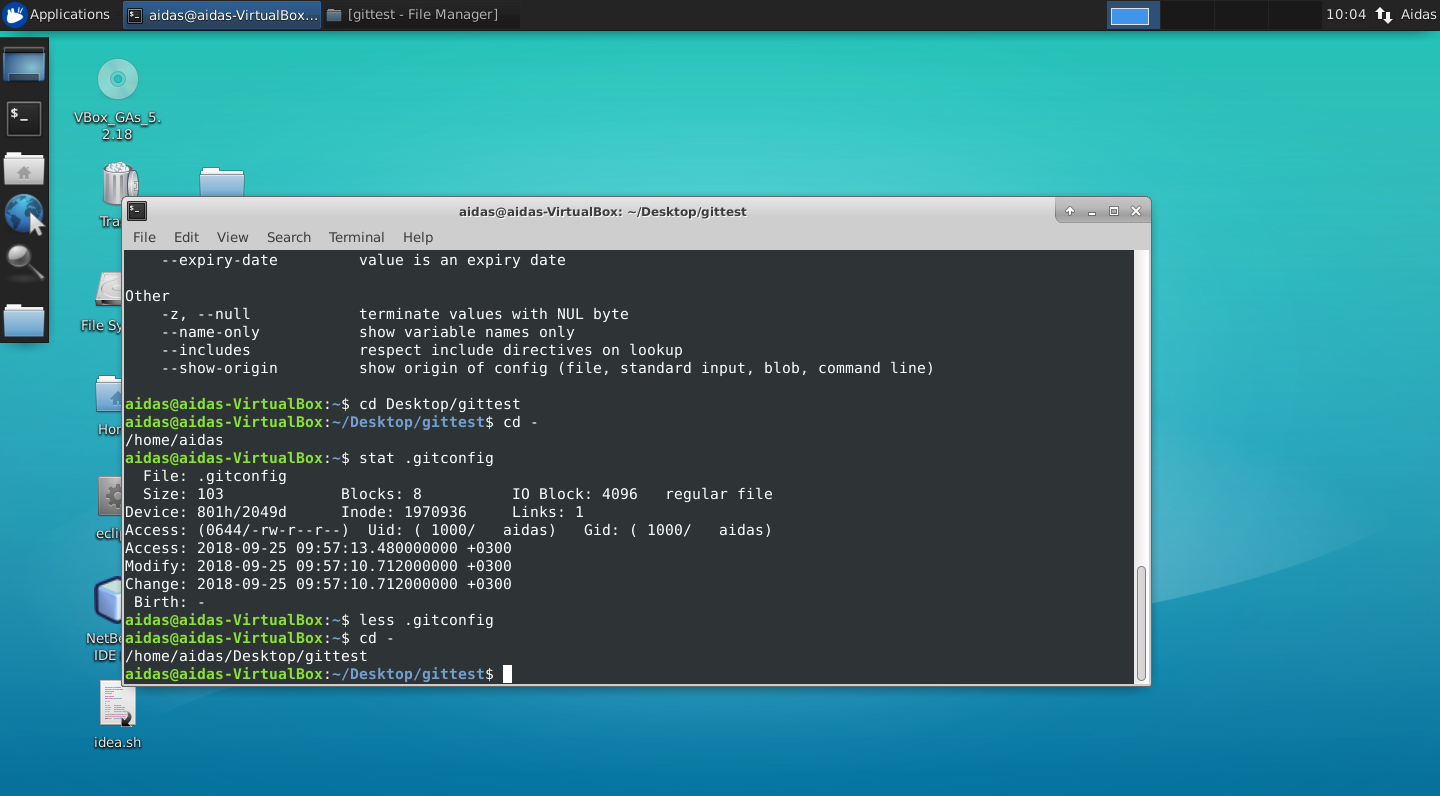 Applications
aidas@aidas-VirtualBox...
[gittest - File Manager]
10:04
Aidas
VBox_GAs_5.
2.18
Tra
File Sy
Hor
ecli
NetBe
IDE
idea.sh
aidas@aidas-VirtualBox: ~/Desktop/gittest
File Edit View Search Terminal Help
    --expiry-date         value is an expiry date
Other
    -z, --null            terminate values with NUL byte
    --name-only           show variable names only
    --includes            respect include directives on lookup
    --show-origin         show origin of config (file, standard input, blob, command line)
aidas@aidas-VirtualBox:~$ cd Desktop/gittest
aidas@aidas-VirtualBox:~/Desktop/gittest$ cd -
/home/aidas
aidas@aidas-VirtualBox:~$ stat .gitconfig
  File: .gitconfig
  Size: 103             Blocks: 8          IO Block: 4096   regular file
Device: 801h/2049d      Inode: 1970936     Links: 1
Access: (0644/-rw-r--r--)  Uid: ( 1000/   aidas)   Gid: ( 1000/   aidas)
Access: 2018-09-25 09:57:13.480000000 +0300
Modify: 2018-09-25 09:57:10.712000000 +0300
Change: 2018-09-25 09:57:10.712000000 +0300
 Birth: -
aidas@aidas-VirtualBox:~$ less .gitconfig
aidas@aidas-VirtualBox:~$ cd -
/home/aidas/Desktop/gittest
aidas@aidas-VirtualBox:~/Desktop/gittest$